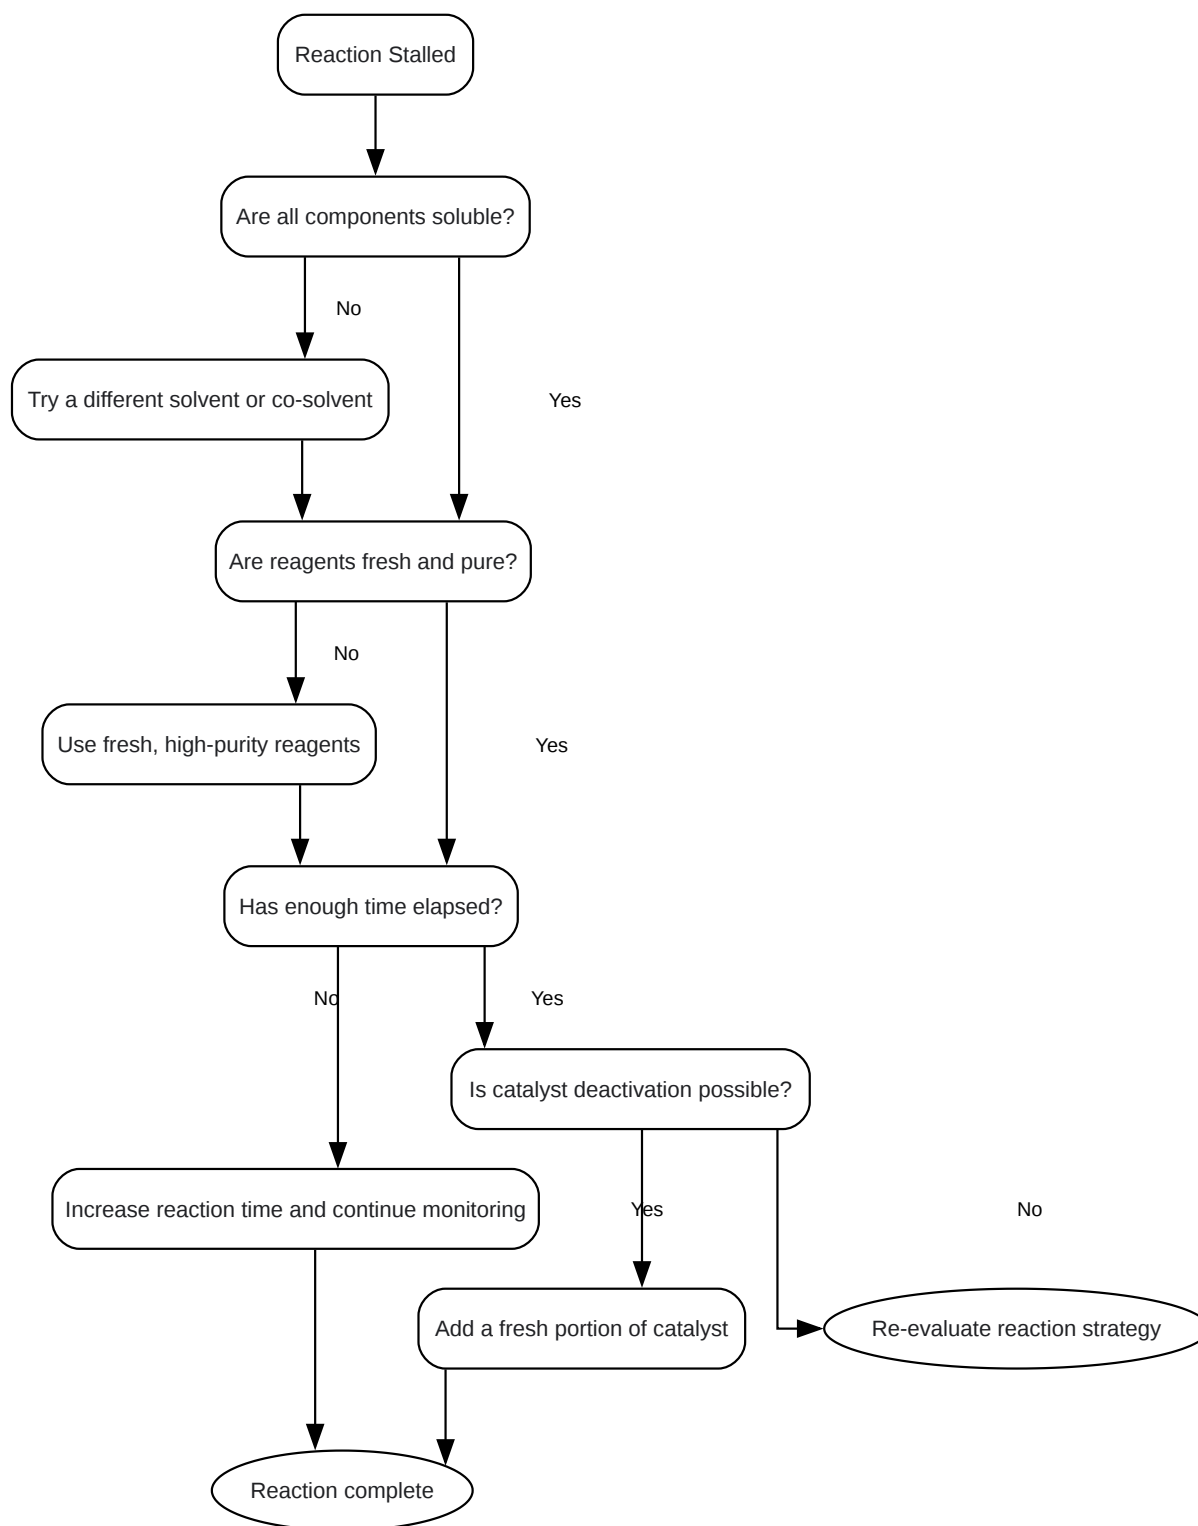 Reaction Stalled
Are all components soluble?
No
Try a different solvent or co-solvent
Yes
Are reagents fresh and pure?
No
Use fresh, high-purity reagents
Yes
Has enough time elapsed?
No
Yes
Is catalyst deactivation possible?
Increase reaction time and continue monitoring
Yes
No
Add a fresh portion of catalyst
Re-evaluate reaction strategy
Reaction complete